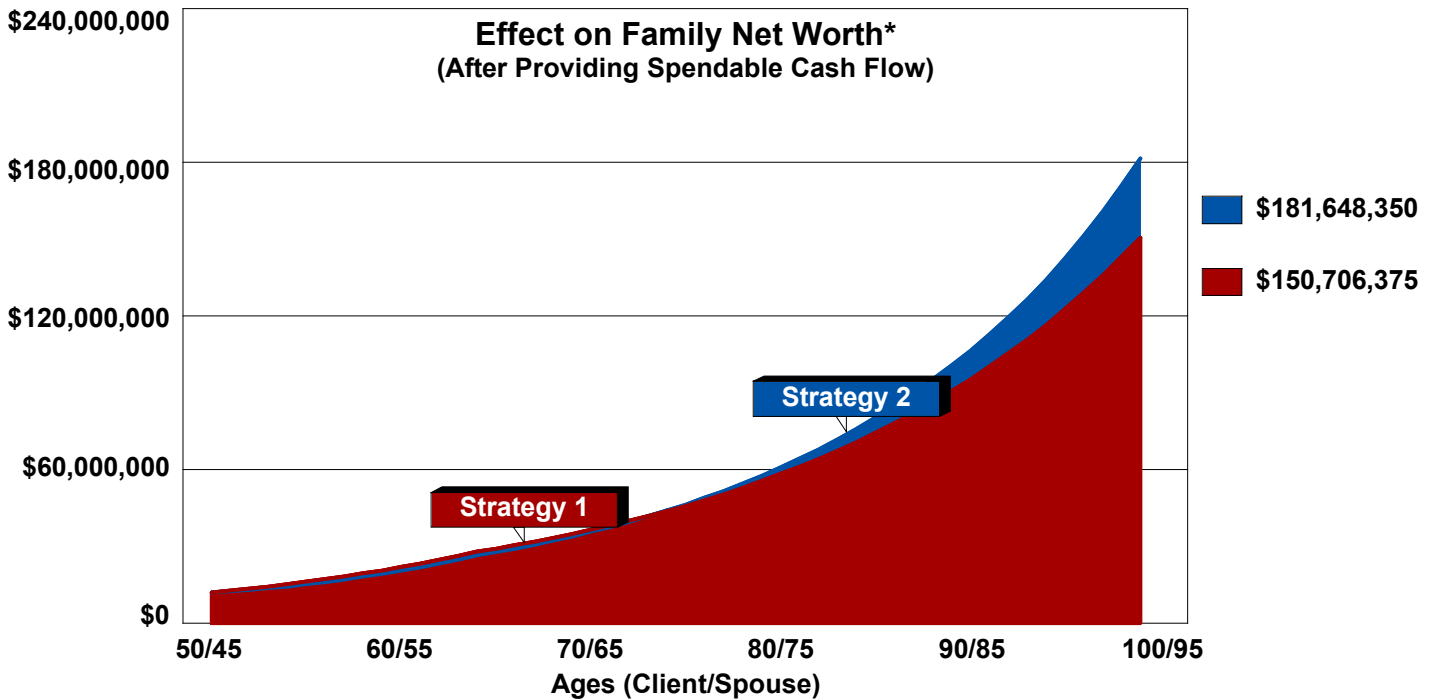 Effect on Family Net Worth*
(After Providing Spendable Cash Flow)
$240,000,000
$180,000,000
$120,000,000
$60,000,000
$0
Strategy 1
Strategy 2
$181,648,350
$150,706,375
50/45 60/55 70/65 80/75 90/85 100/95
Ages (Client/Spouse)